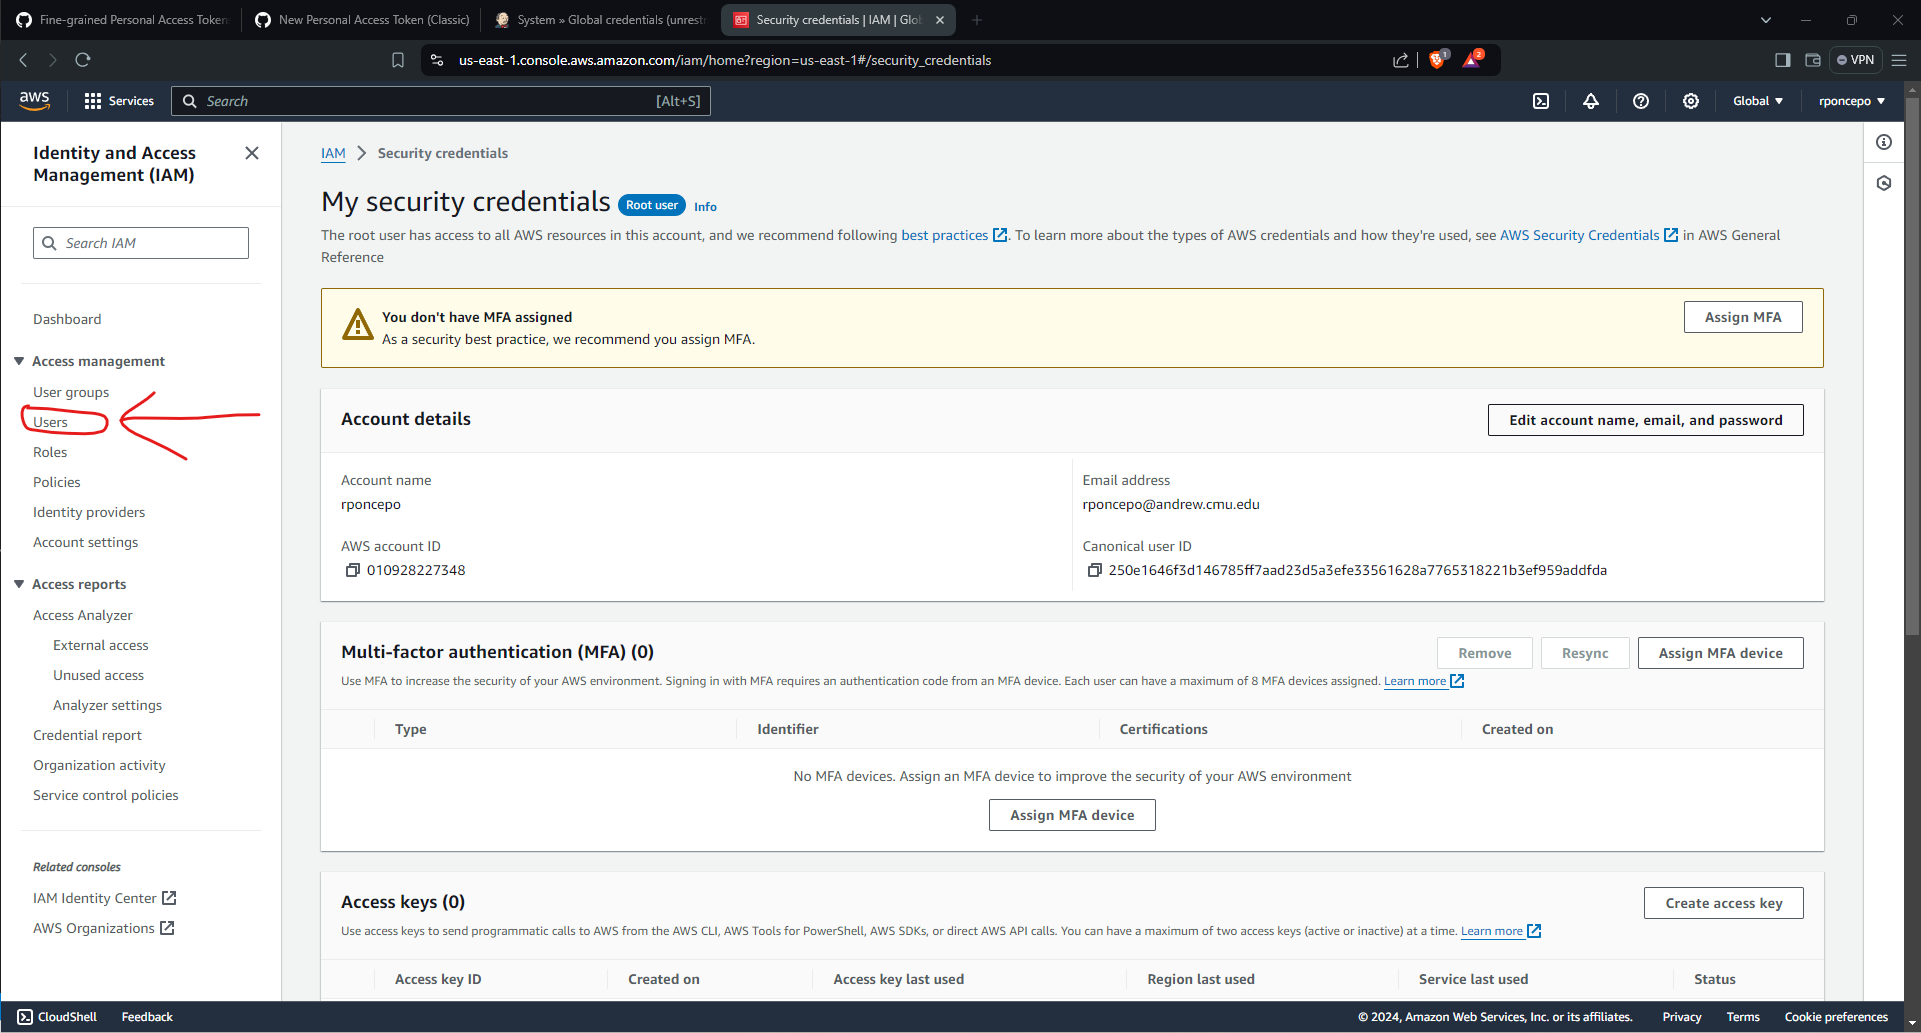 Fine-grained Personal Access Token
New Personal Access Token (Classic)
System » Global credentials (unrestr
Security credentials | IAM | Glo
us-east-1.console.aws.amazon.com/iam/home?region=us-east-1#/security_credentials
1
2
VPN
aws
Services
Search
[Alt+S]
Global
rponcepo
Identity and Access
Management (IAM)
Search IAM
Dashboard
Access management
User groups
Users
Roles
Policies
Identity providers
Account settings
Access reports
Access Analyzer
External access
Unused access
Analyzer settings
Credential report
Organization activity
Service control policies
Related consoles
IAM Identity Center
AWS Organizations
IAM
Security credentials
My security credentials
Root user
Info
The root user has access to all AWS resources in this account, and we recommend following best practices. To learn more about the types of AWS credentials and how they're used, see AWS Security Credentials in AWS General
Reference
You don't have MFA assigned
As a security best practice, we recommend you assign MFA.
Assign MFA
Account details
Edit account name, email, and password
Account name
rponcepo
Email address
rponcepo@andrew.cmu.edu
AWS account ID
010928227348
Canonical user ID
250e1646f3d146785ff7aad23d5a3efe33561628a7765318221b3ef959addfda
Multi-factor authentication (MFA) (0)
Remove
Resync
Assign MFA device
Use MFA to increase the security of your AWS environment. Signing in with MFA requires an authentication code from an MFA device. Each user can have a maximum of 8 MFA devices assigned. Learn more
Type
Identifier
Certifications
Created on
No MFA devices. Assign an MFA device to improve the security of your AWS environment
Assign MFA device
Access keys (0)
Create access key
Use access keys to send programmatic calls to AWS from the AWS CLI, AWS Tools for PowerShell, AWS SDKs, or direct AWS API calls. You can have a maximum of two access keys (active or inactive) at a time. Learn more
Access key ID
Created on
Access key last used
Region last used
Service last used
Status
CloudShell
Feedback
© 2024, Amazon Web Services, Inc. or its affiliates.
Privacy
Terms
Cookie preferences